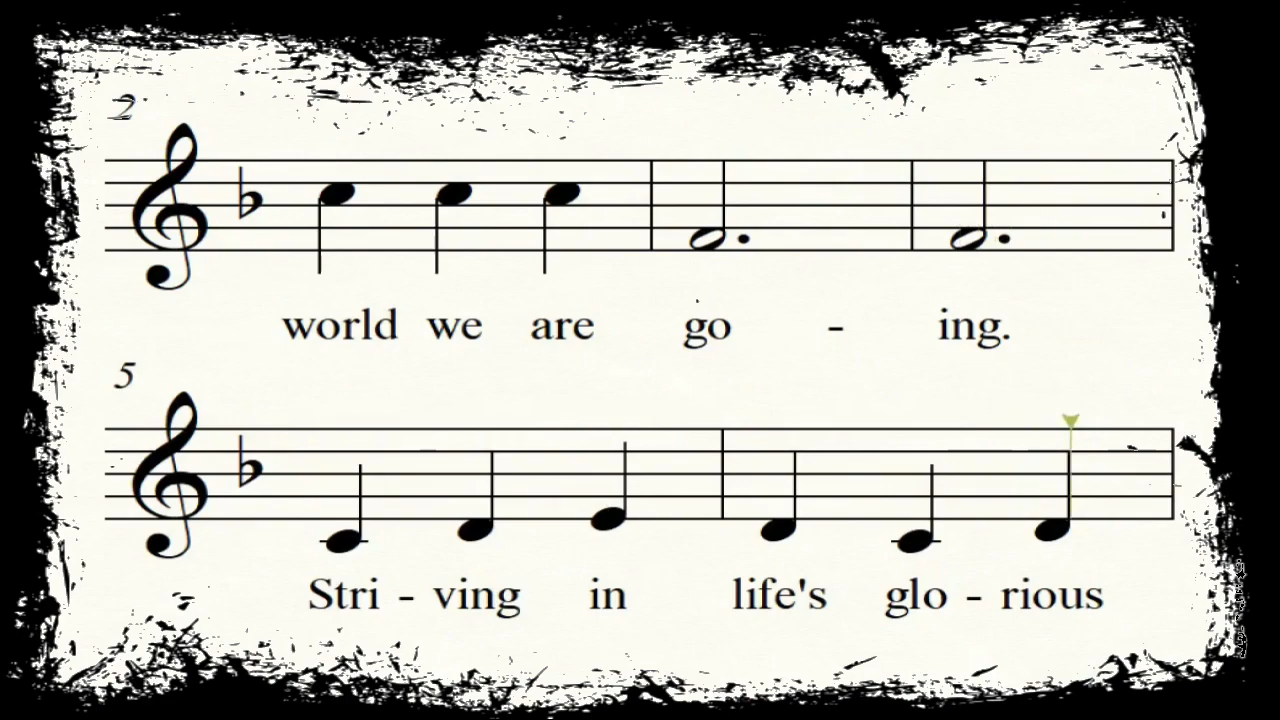 2
world we are go - ing.
5
Stri - ving in life's glo - rious